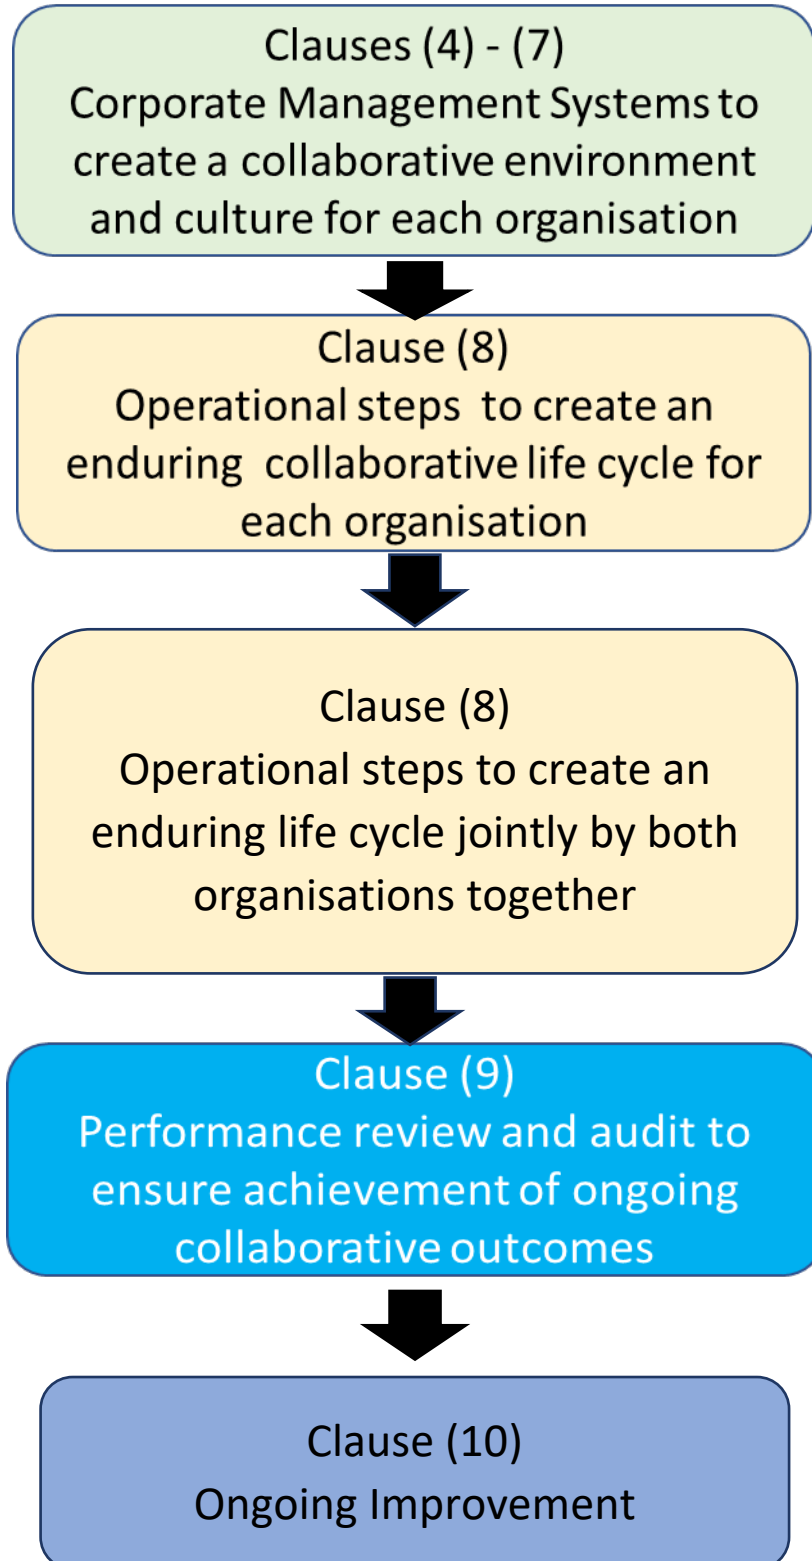 Clauses (4) - (7)
Corporate Management Systems to
create a collaborative environment
and culture for each organisation
Clause (8)
Operational steps to create an
enduring collaborative life cycle for
each organisation
Clause (8)
Operational steps to create an
enduring life cycle jointly by both
organisations together
Clause (9)
Performance review and audit to
ensure achievement of ongoing
collaborative outcomes
Clause (10)
Ongoing Improvement